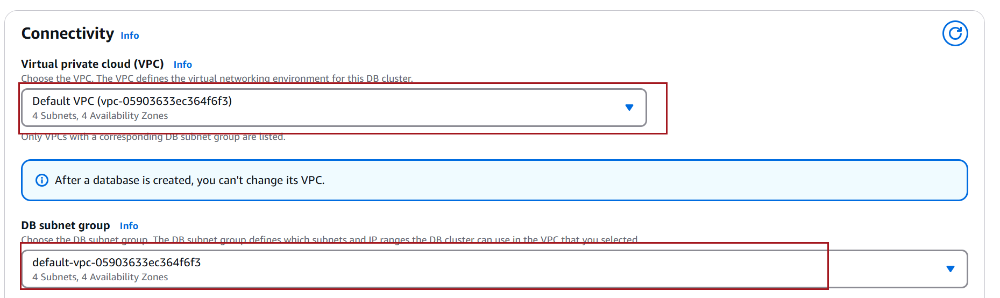 Connectivity Info
Virtual private cloud (VPC) Info
Choose the VPC. The VPC defines the virtual networking environment for this DB cluster.
Default VPC (vpc-05903633ec364f6f3)
4 Subnets, 4 Availability Zones
Only VPCs with a corresponding DB subnet group are listed.
After a database is created, you can't change its VPC.
DB subnet group Info
Choose the DB subnet group. The DB subnet group defines which subnets and IP ranges the DB cluster can use in the VPC that you selected.
default-vpc-05903633ec364f6f3
4 Subnets, 4 Availability Zones